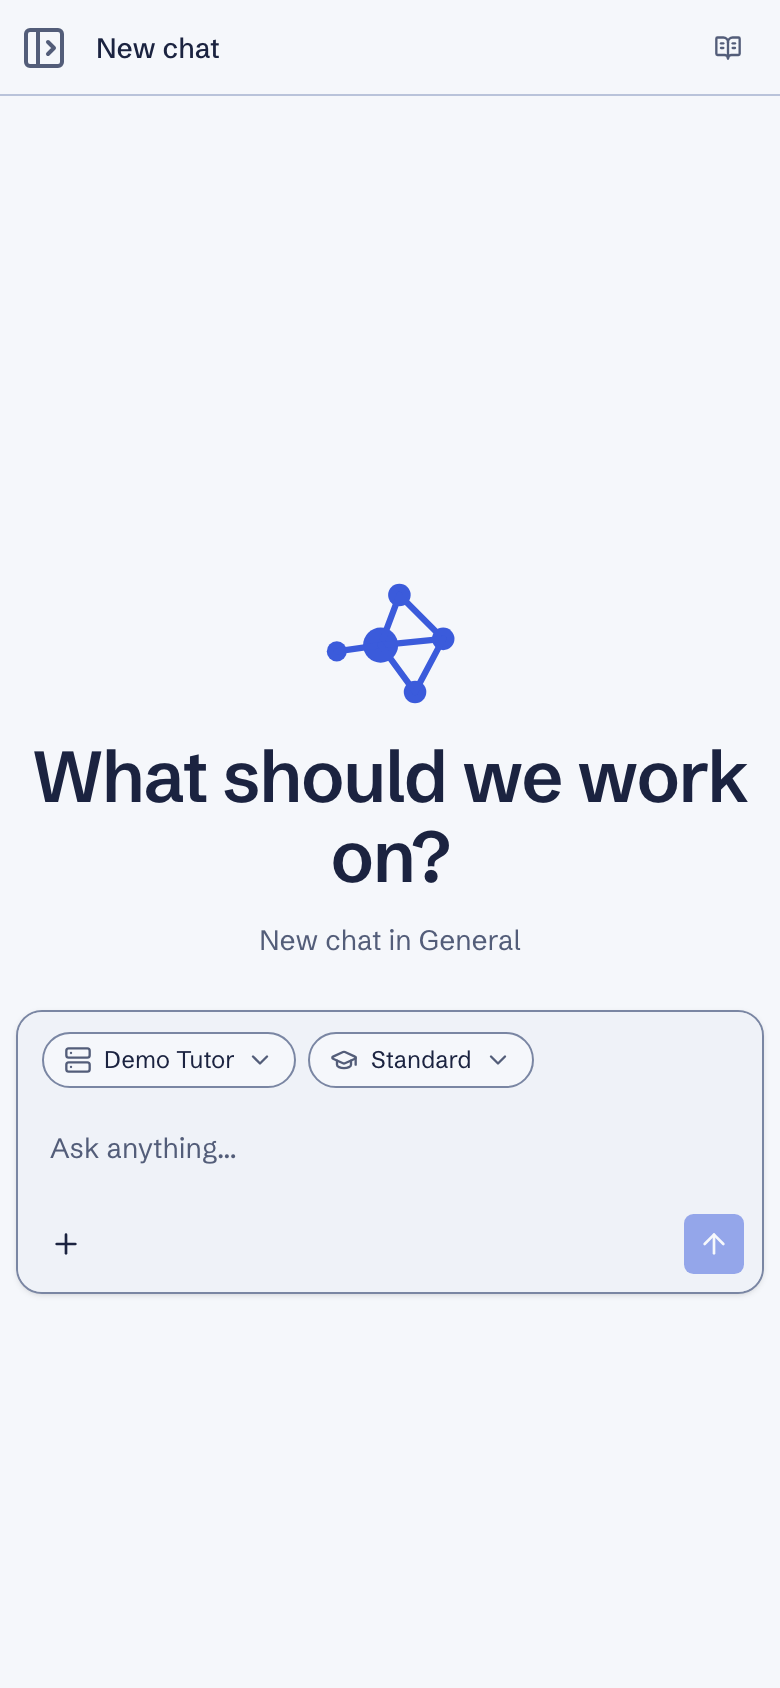 New chat
What should we work
on?
New chat in General
Demo Tutor
Standard
Ask anything...